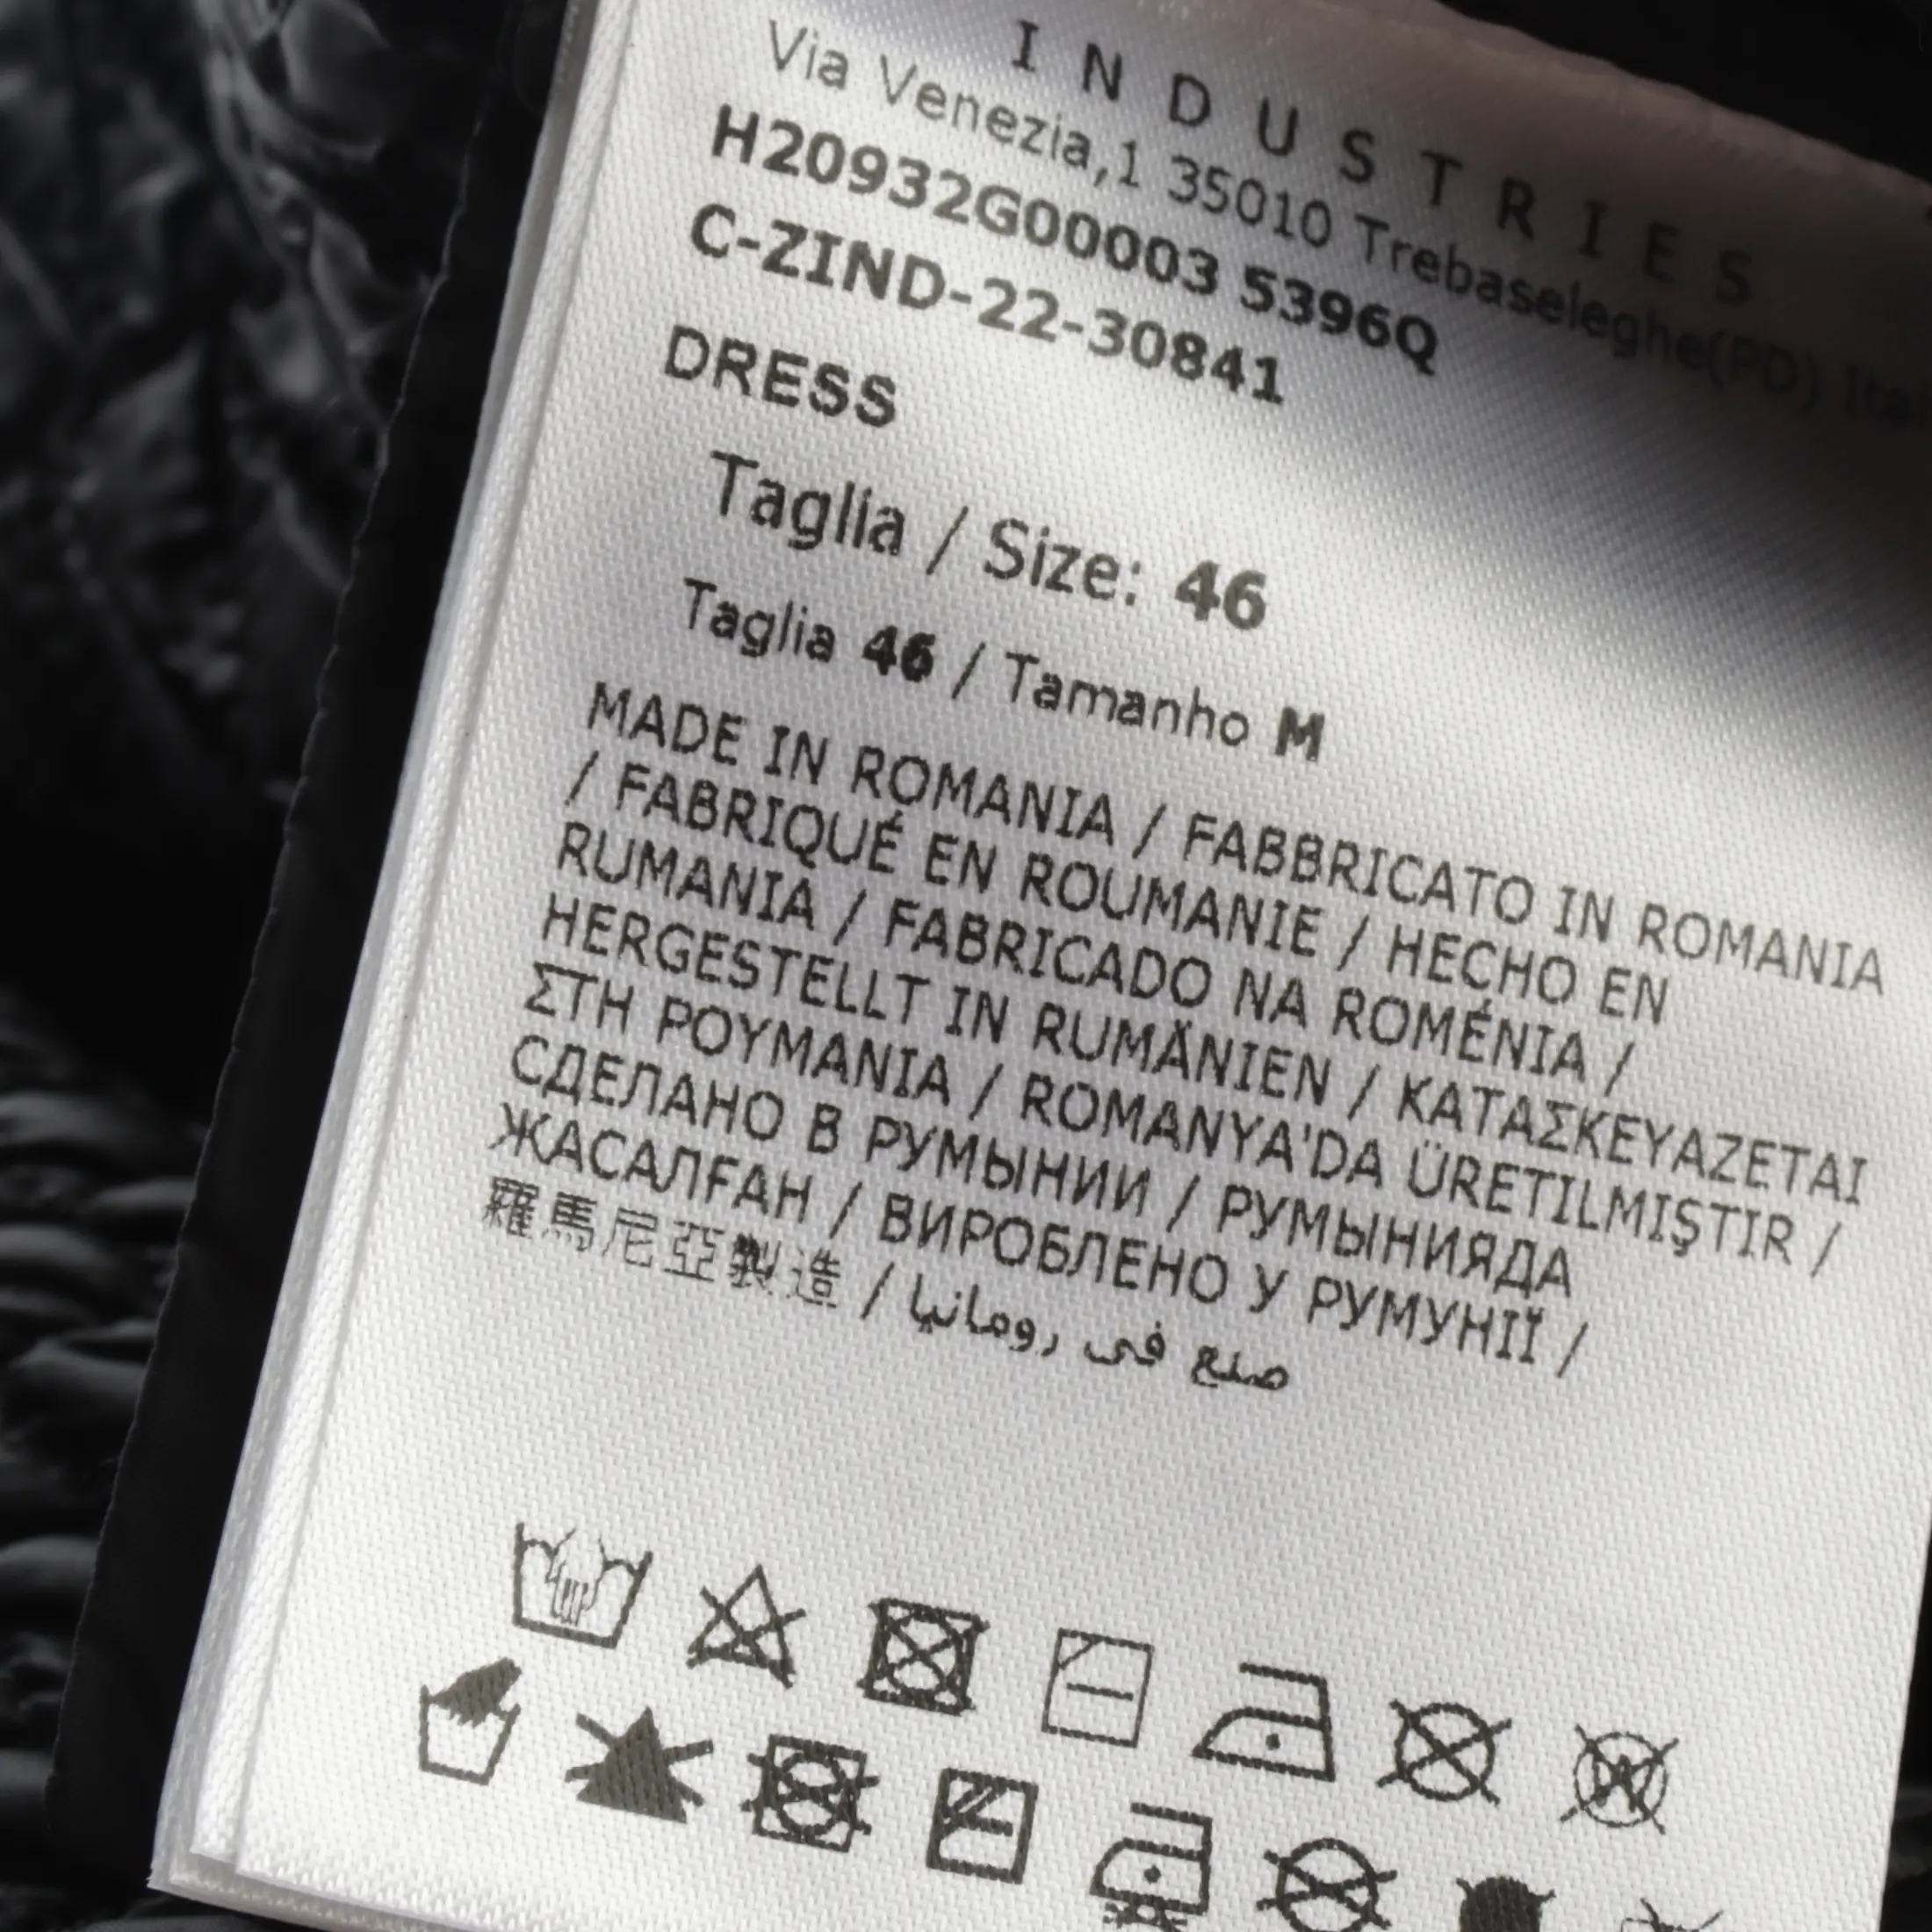 INDUSTRIES
Via Venezia,1 35010 Trebaseleghe(PD) Ital
H20932G00003 5396Q
C-ZIND-22-30841
DRESS
Taglia / Size: 46
Taglia 46 / Tamanho M
MADE IN ROMANIA / FABBRICATO IN ROMANIA
/ FABRIQUÉ EN ROUMANIE / HECHO EN
RUMANIA / FABRICADO NA ROMÉNIA /
HERGESTELLT IN RUMÄNIEN / ΚΑΤΑΣΚΕΥΑΖΕΤΑΙ
ΣΤΗ ΡΟΥΜΑΝΙΑ / ROMANYA'DA ÜRETILMIŞTIR /
СДЕЛАНО В РУМЫНИИ / РУМЫНИЯДА
ЖАСАЛҒАН / ВИРОБЛЕНО У РУМУНІЇ /
羅馬尼亞製造 / صنع في رومانيا